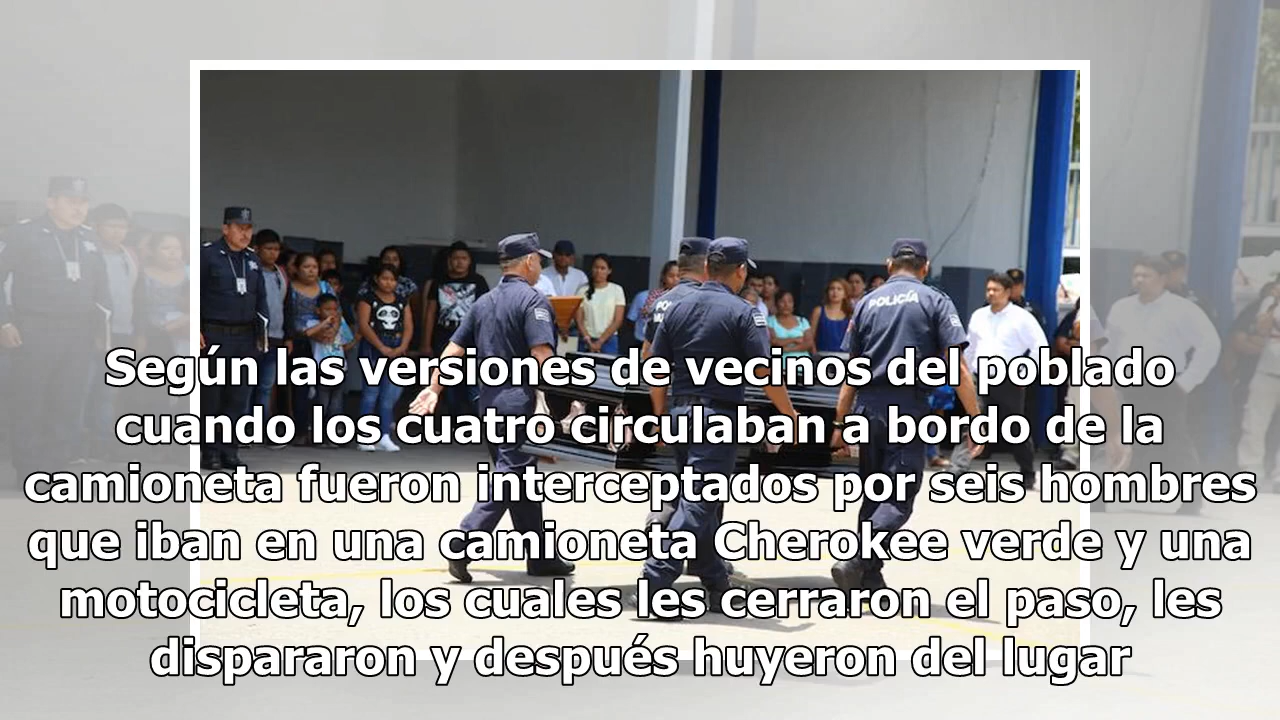 POLICÍA
Según las versiones de vecinos del poblado
cuando los cuatro circulaban a bordo de la
camioneta fueron interceptados por seis hombres
que iban en una camioneta Cherokee verde y una
motocicleta, los cuales les cerraron el paso, les
dispararon y después huyeron del lugar